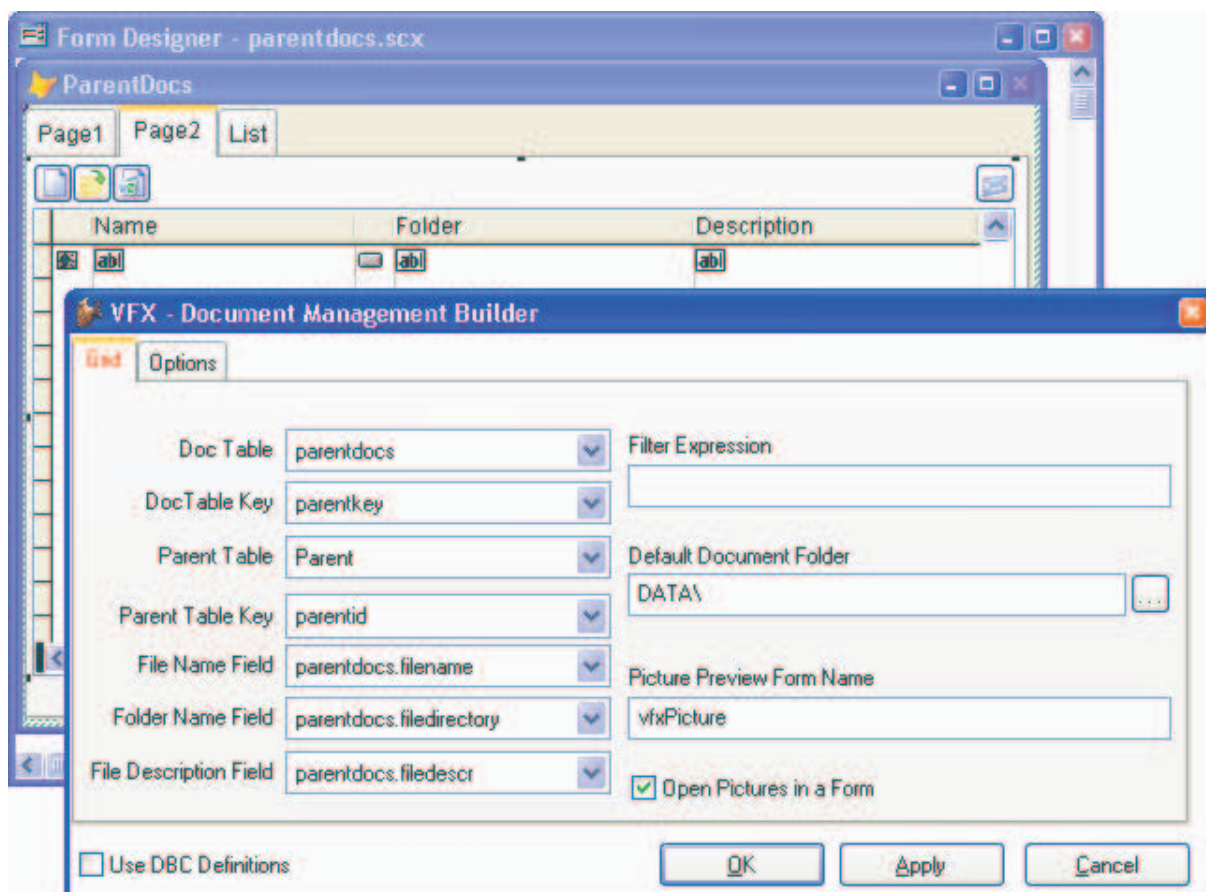 Form Designer - parentdocs.scx
ParentDocs
Page1 Page2 List
Name Folder Description
abl abl abl
VFX - Document Management Builder
Grid Options
Doc Table parentdocs
Filter Expression
DocTable Key parentkey
Parent Table Parent
Default Document Folder
DATA\ ...
Parent Table Key parentid
File Name Field parentdocs.filename
Picture Preview Form Name
Folder Name Field parentdocs.filedirectory
vfxPicture
File Description Field parentdocs.filedescr
Open Pictures in a Form
Use DBC Definitions OK Apply Cancel